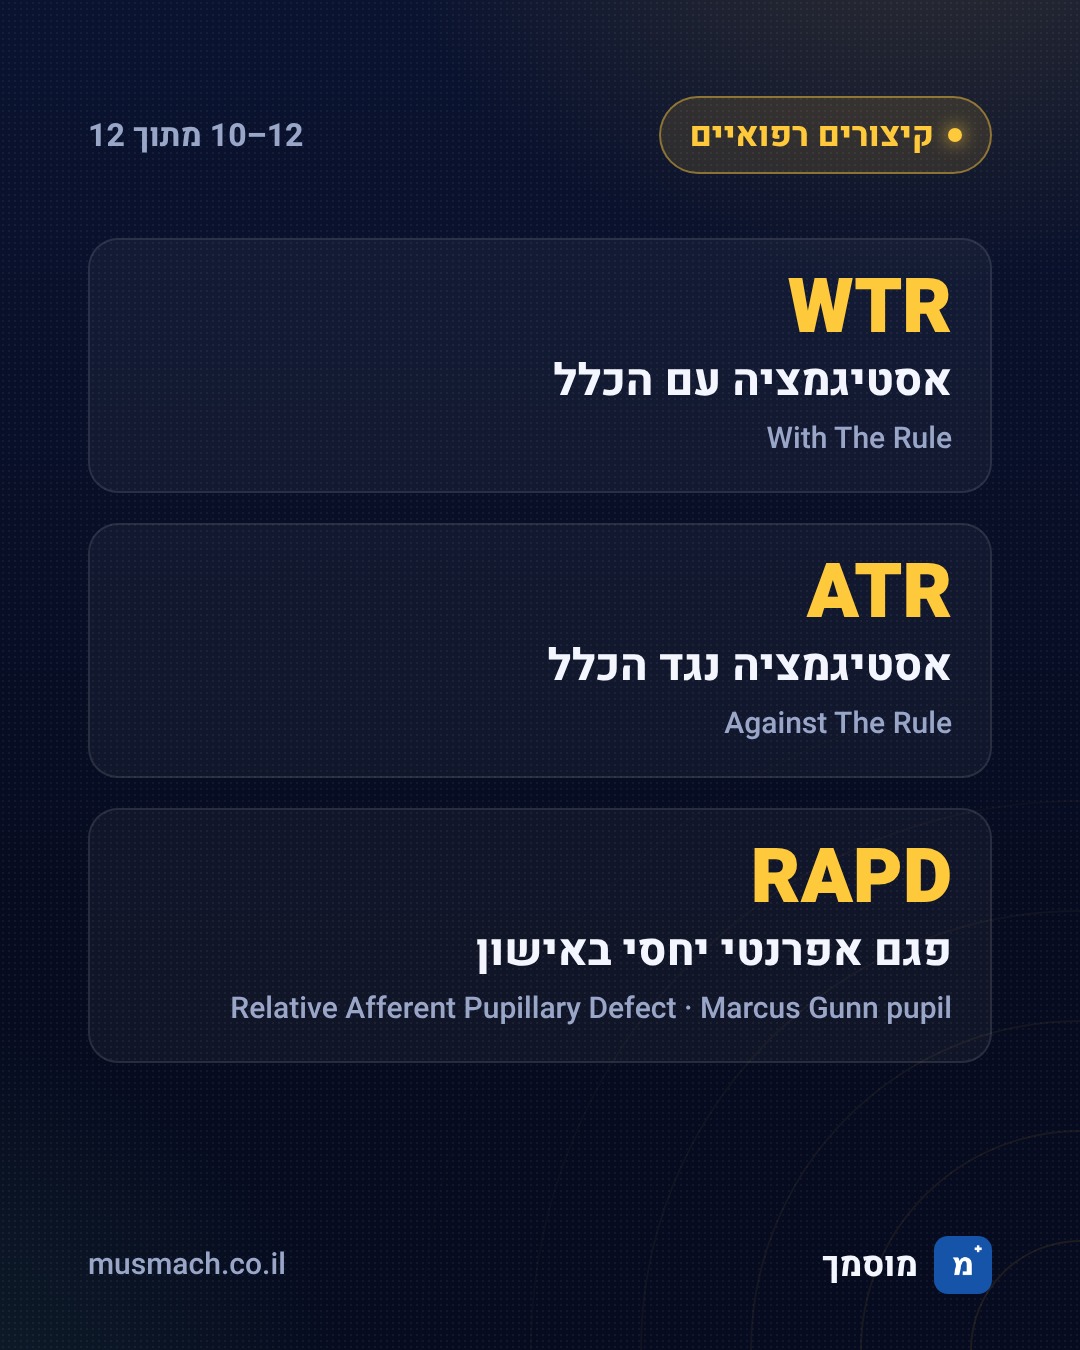 קיצורים רפואיים
10–12 מתוך 12
WTR
אסטיגמציה עם הכלל
With The Rule
ATR
אסטיגמציה נגד הכלל
Against The Rule
RAPD
פגם אפרנטי יחסי באישון
Relative Afferent Pupillary Defect · Marcus Gunn pupil
מ
מוסמך
musmach.co.il